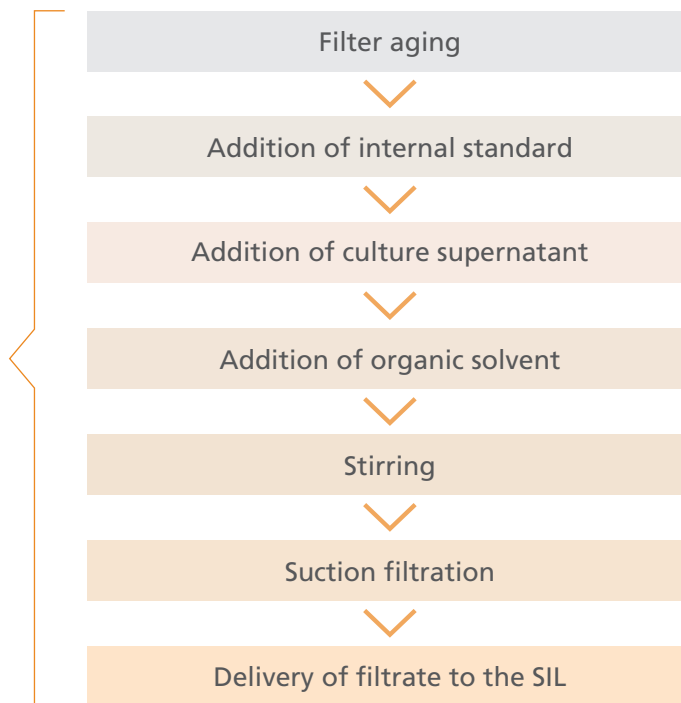 Filter aging
Addition of internal standard
Addition of culture supernatant
Addition of organic solvent
Stirring
Suction filtration
Delivery of filtrate to the SIL